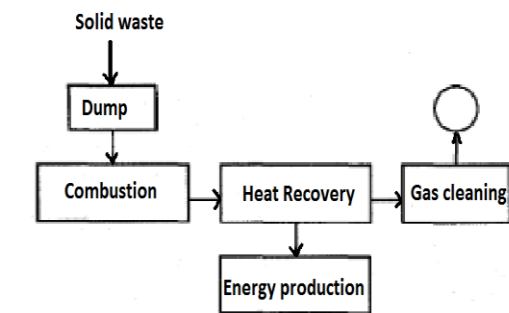 Solid waste
Dump
Combustion
Heat Recovery
Gas cleaning
Energy production